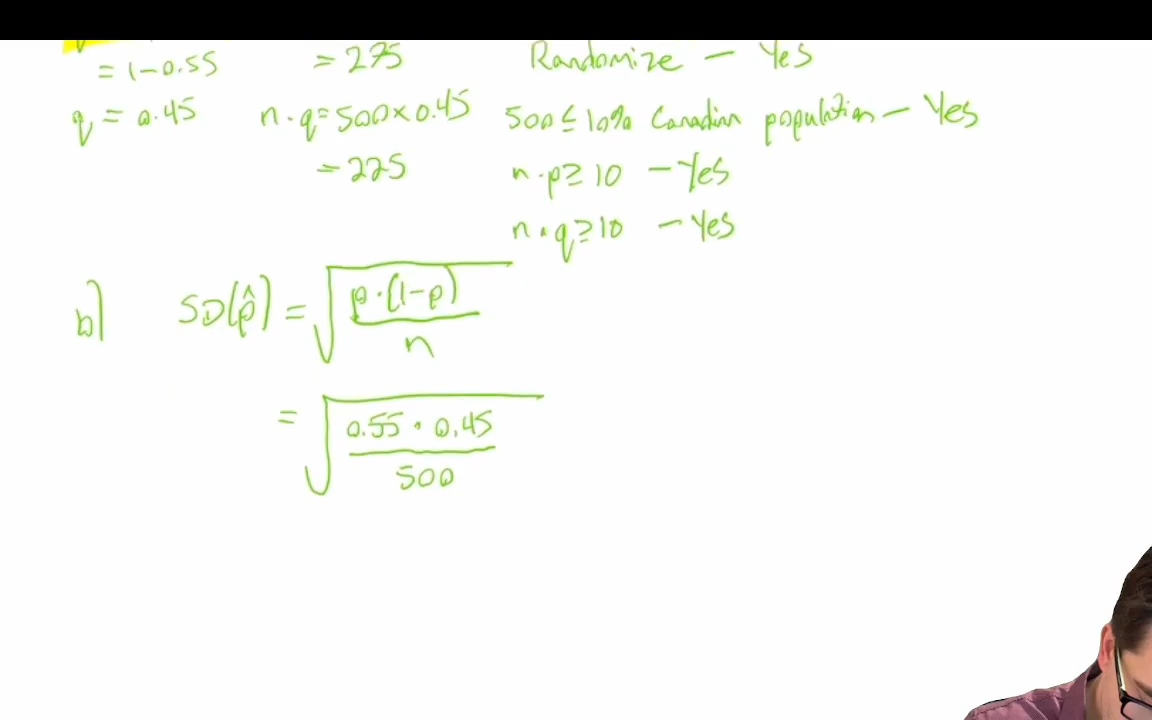 = 1-0.55
= 275
Randomize - Yes
q = 0.45
n·q=500×0.45
500 ≤ 10% Canadian population - Yes
= 225
n·p≥10 - Yes
n·q≥10 - Yes
b)
SD(p̂) = √(p·(1-p)/n)
= √(0.55·0.45/500)